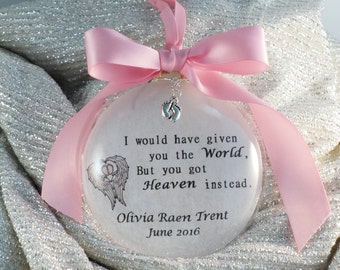 I would have given
you the World,
But you got
Heaven instead.
Olivia Raen Trent
June 2016